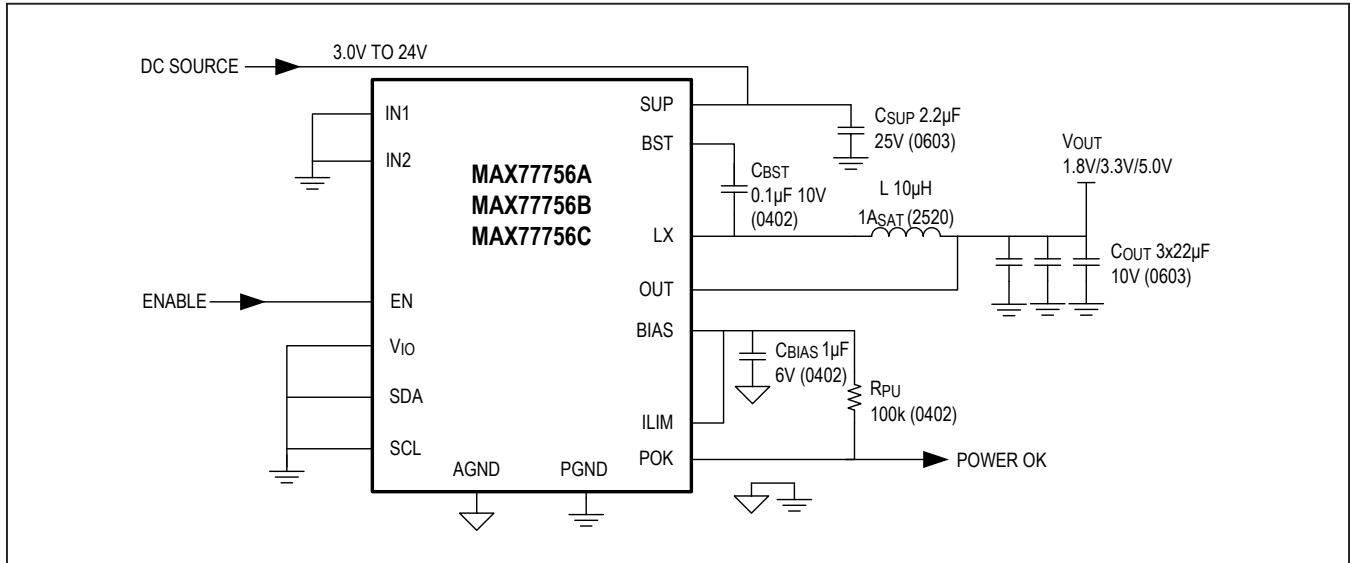 3.0V TO 24V
DC SOURCE
SUP
IN1
CSUP 2.2µF
25V (0603)
BST
VOUT
1.8V/3.3V/5.0V
IN2
MAX77756A
MAX77756B
MAX77756C
CBST
0.1µF 10V
(0402)
L 10µH
1ASAT (2520)
LX
COUT 3x22µF
10V (0603)
OUT
ENABLE
EN
BIAS
VIO
CBIAS 1µF
6V (0402)
RPU
100k (0402)
SDA
ILIM
SCL
POK
POWER OK
AGND
PGND